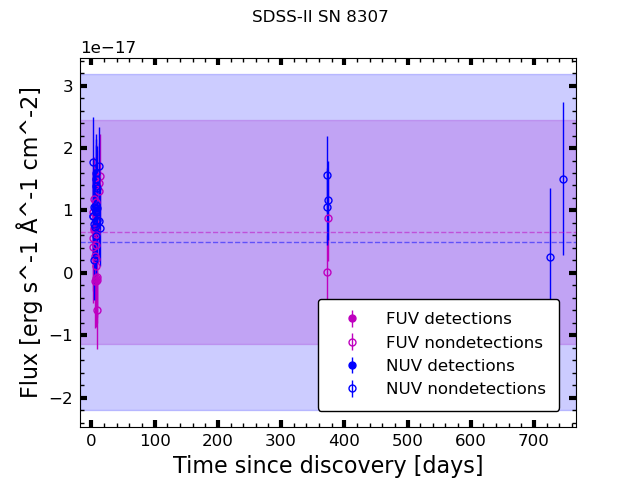 SDSS-II SN 8307
1e−17
Flux [erg s^-1 Å^-1 cm^-2]
3
2
1
0
−1
−2
0 100 200 300 400 500 600 700
Time since discovery [days]
FUV detections
FUV nondetections
NUV detections
NUV nondetections